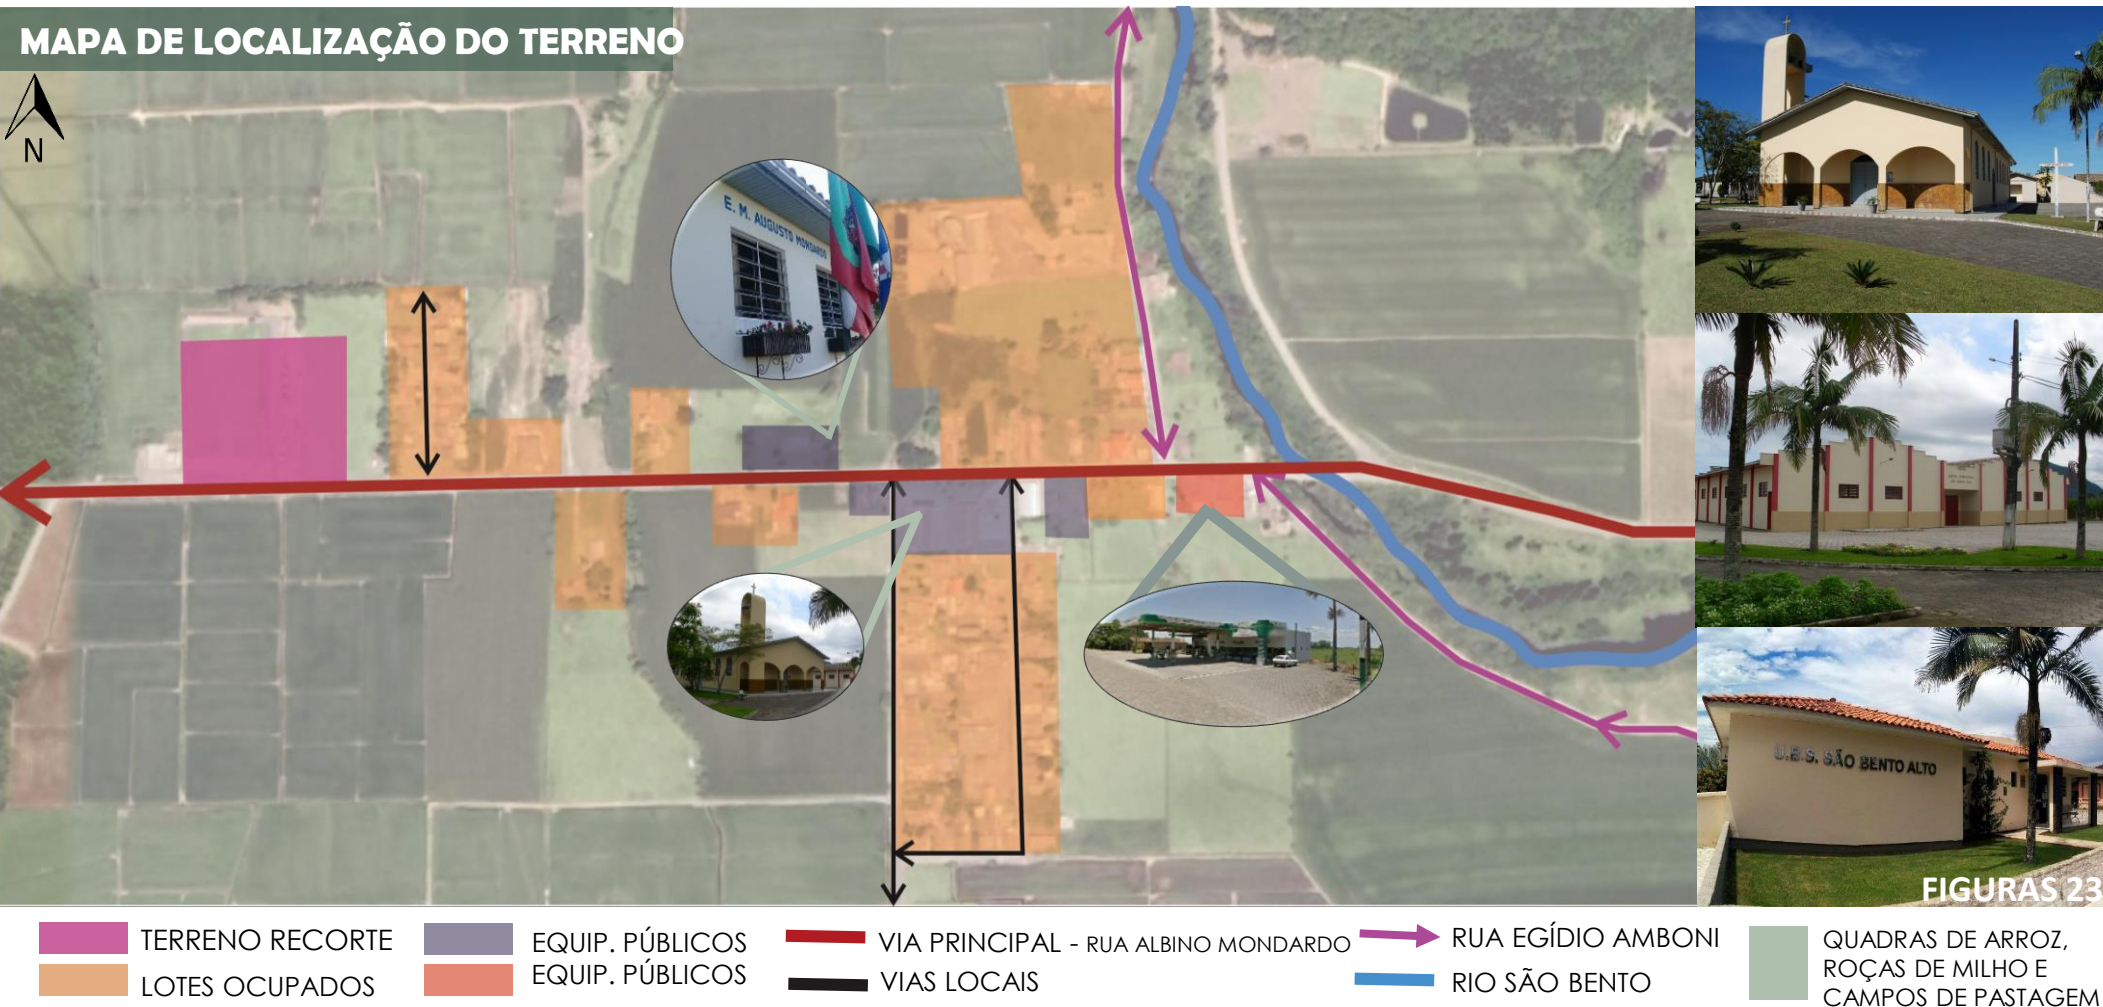 MAPA DE LOCALIZAÇÃO DO TERRENO
N
E. M. AUGUSTO MONDARDO
U.B.S. SÃO BENTO ALTO
FIGURAS 23
TERRENO RECORTE
LOTES OCUPADOS
EQUIP. PÚBLICOS
EQUIP. PÚBLICOS
VIA PRINCIPAL - RUA ALBINO MONDARDO
VIAS LOCAIS
RUA EGÍDIO AMBONI
RIO SÃO BENTO
QUADRAS DE ARROZ,
ROÇAS DE MILHO E
CAMPOS DE PASTAGEM